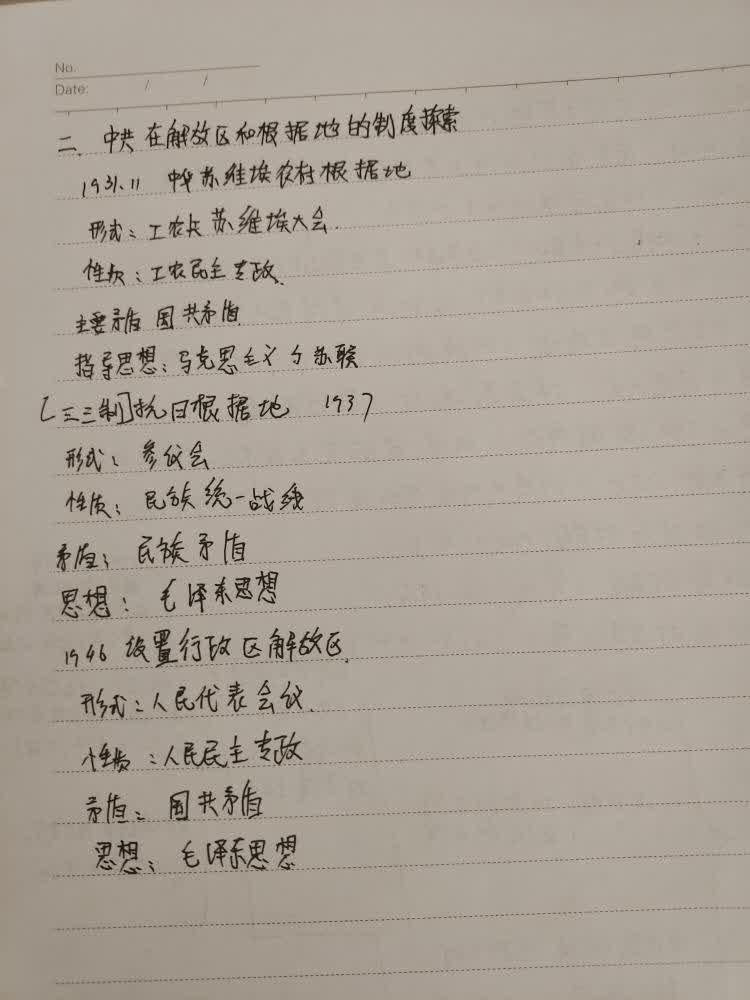 No.
Date: / /
二、中共在解放区和根据地的制度探索
1931.11 中华苏维埃农村根据地
形式：工农兵苏维埃大会.
性质：工农民主专政.
主要矛盾 国共矛盾
指导思想：马克思主义与苏联
[三三制]抗日根据地 1937
形式：参议会
性质：民族统一战线
矛盾：民族矛盾
思想：毛泽东思想
1946 设置行政区解放区.
形式：人民代表会议.
性质：人民民主专政
矛盾：国共矛盾
思想：毛泽东思想